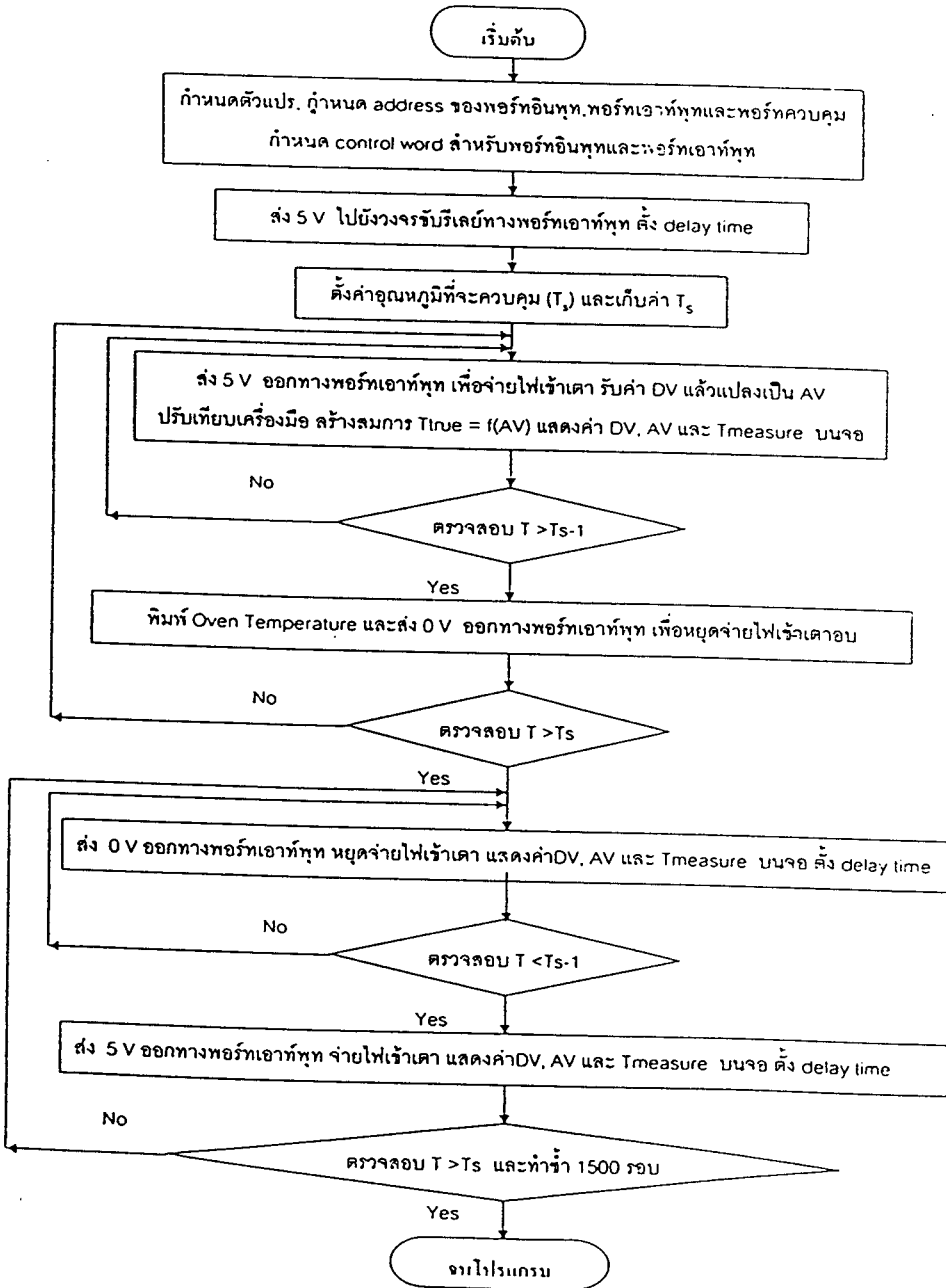 เริ่มต้น
กำหนดตัวแปร, กำหนด address ของพอร์ทอินพุท,พอร์ทเอาท์พุทและพอร์ทควบคุม
กำหนด control word สำหรับพอร์ทอินพุทและพอร์ทเอาท์พุท
ส่ง 5 V ไปยังวงจรขับรีเลย์ทางพอร์ทเอาท์พุท ตั้ง delay time
ตั้งค่าอุณหภูมิที่จะควบคุม (Ts) และเก็บค่า Ts
ส่ง 5 V ออกทางพอร์ทเอาท์พุท เพื่อจ่ายไฟเข้าเตา รับค่า DV แล้วแปลงเป็น AV
ปรับเทียบเครื่องมือ สร้างสมการ Ttrue = f(AV) แสดงค่า DV, AV และ Tmeasure บนจอ
No
ตรวจสอบ T >Ts-1
Yes
พิมพ์ Oven Temperature และส่ง 0 V ออกทางพอร์ทเอาท์พุท เพื่อหยุดจ่ายไฟเข้าเตาอบ
No
ตรวจสอบ T >Ts
Yes
ส่ง 0 V ออกทางพอร์ทเอาท์พุท หยุดจ่ายไฟเข้าเตา แสดงค่าDV, AV และ Tmeasure บนจอ ตั้ง delay time
No
ตรวจสอบ T <Ts-1
Yes
ส่ง 5 V ออกทางพอร์ทเอาท์พุท จ่ายไฟเข้าเตา แสดงค่าDV, AV และ Tmeasure บนจอ ตั้ง delay time
No
ตรวจสอบ T >Ts และทำซ้ำ 1500 รอบ
Yes
จบโปรแกรม